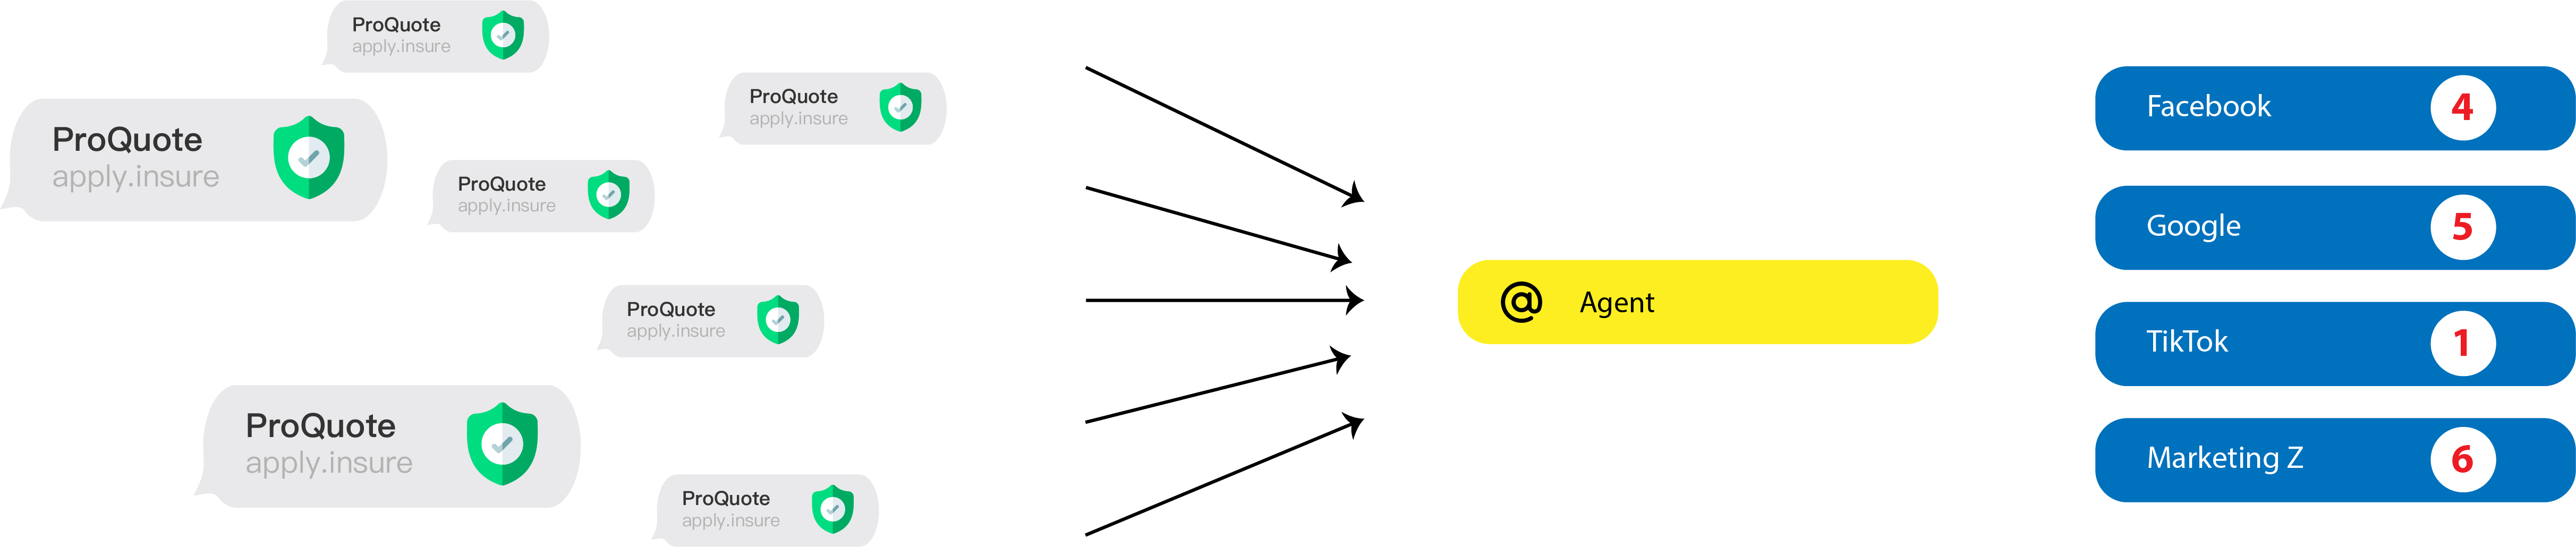 ProQuote
apply.insure
ProQuote
apply.insure
ProQuote
apply.insure
ProQuote
apply.insure
ProQuote
apply.insure
ProQuote
apply.insure
ProQuote
apply.insure
@ Agent
Facebook 4
Google 5
TikTok 1
Marketing Z 6